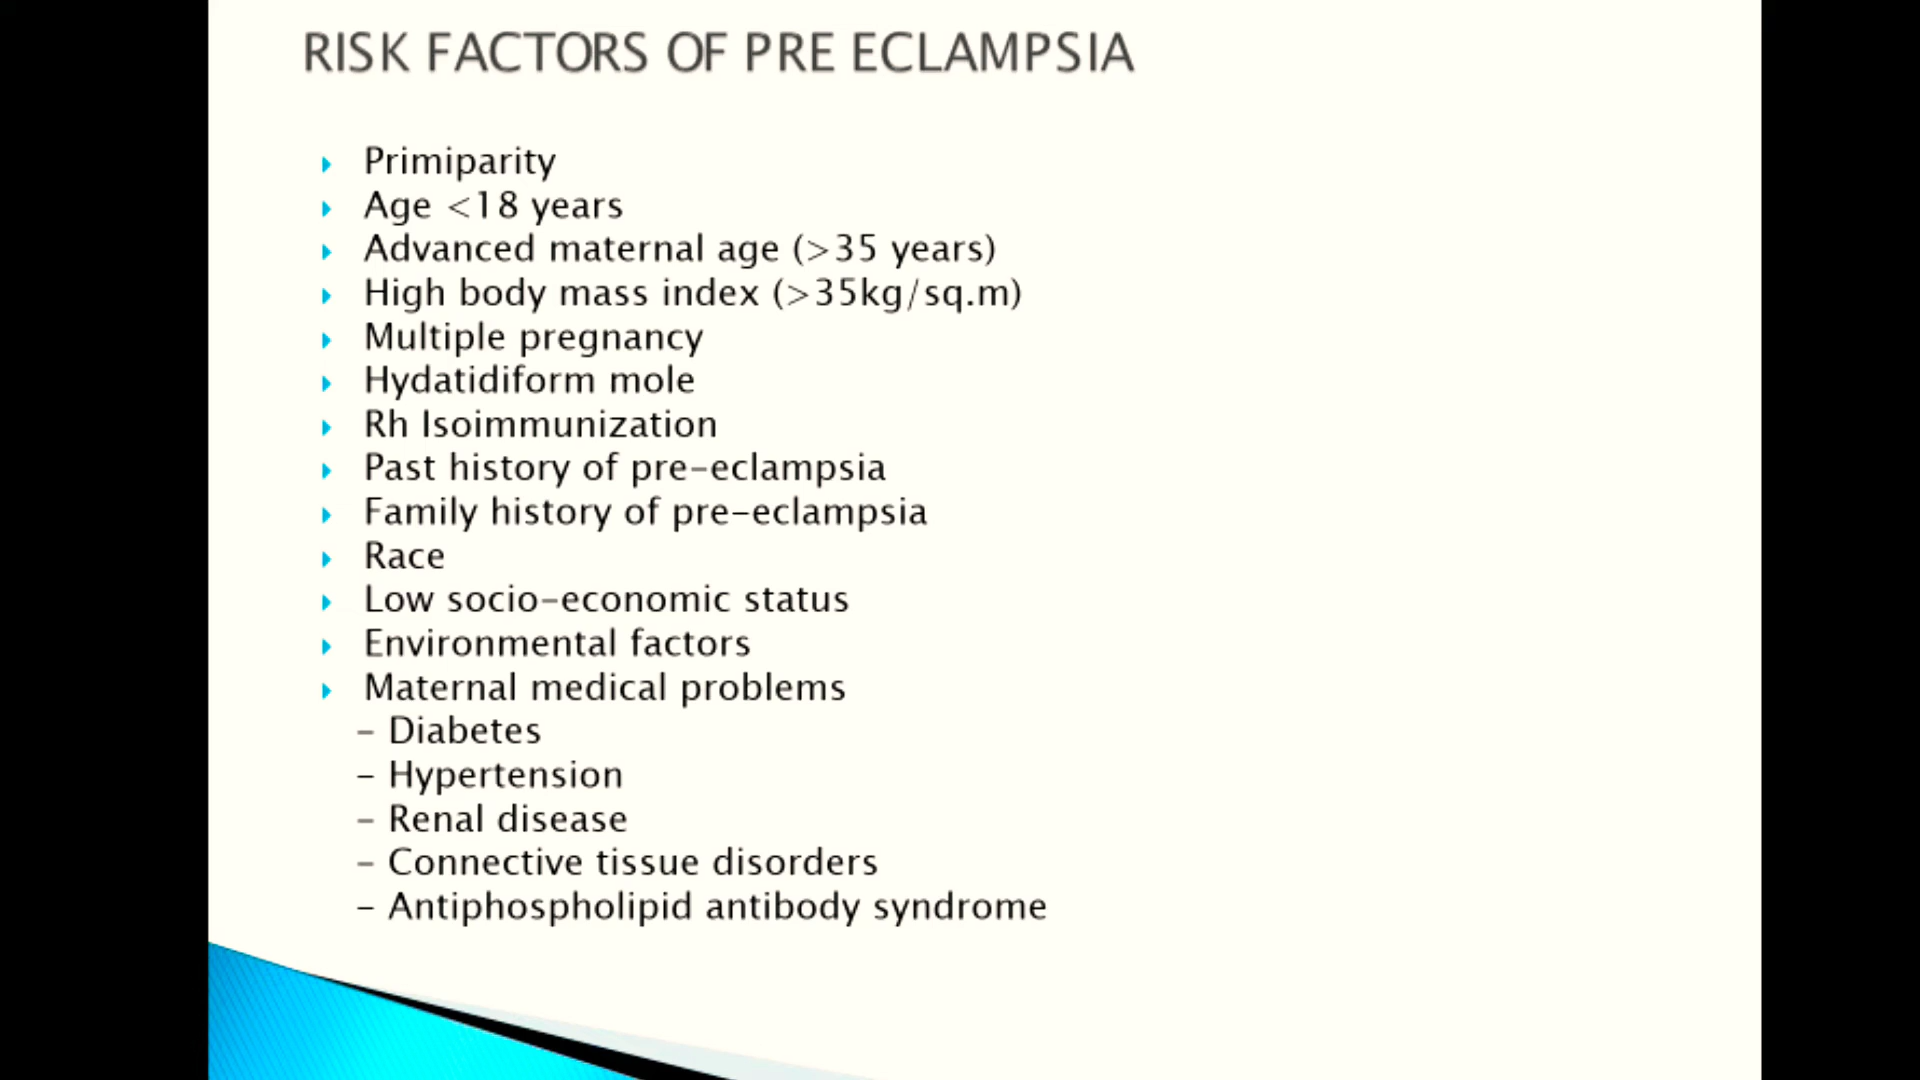 RISK FACTORS OF PRE ECLAMPSIA
Primiparity
Age <18 years
Advanced maternal age (>35 years)
High body mass index (>35kg/sq.m)
Multiple pregnancy
Hydatidiform mole
Rh Isoimmunization
Past history of pre-eclampsia
Family history of pre-eclampsia
Race
Low socio-economic status
Environmental factors
Maternal medical problems
- Diabetes
- Hypertension
- Renal disease
- Connective tissue disorders
- Antiphospholipid antibody syndrome